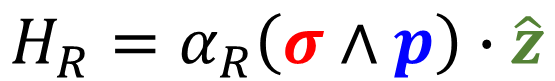 H_R = α_R(σ ∧ p) · ẑ